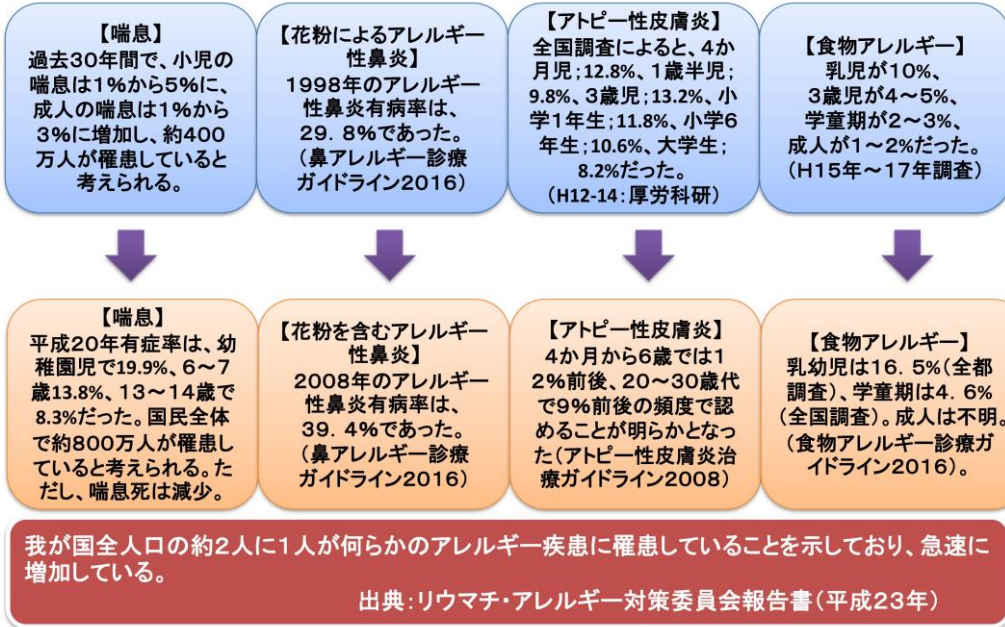 【喘息】
過去30年間で、小児の
喘息は1%から5%に、
成人の喘息は1%から
3%に増加し、約400
万人が罹患していると
考えられる。
【花粉によるアレルギー
性鼻炎】
1998年のアレルギー
性鼻炎有病率は、
29.8%であった。
(鼻アレルギー診療
ガイドライン2016)
【アトピー性皮膚炎】
全国調査によると、4か
月児;12.8%、1歳半児;
9.8%、3歳児;13.2%、小
学1年生;11.8%、小学6
年生;10.6%、大学生;
8.2%だった。
(H12-14:厚労科研)
【食物アレルギー】
乳児が10%、
3歳児が4～5%、
学童期が2～3%、
成人が1～2%だった。
(H15年～17年調査)
【喘息】
平成20年有症率は、幼
稚園児で19.9%、6～7
歳13.8%、13～14歳で
8.3%だった。国民全体
で約800万人が罹患し
ていると考えられる。た
だし、喘息死は減少。
【花粉を含むアレルギー
性鼻炎】
2008年のアレルギー
性鼻炎有病率は、
39.4%であった。
(鼻アレルギー診療
ガイドライン2016)
【アトピー性皮膚炎】
4か月から6歳では1
2%前後、20～30歳代
で9%前後の頻度で認
めることが明らかとなっ
た(アトピー性皮膚炎治
療ガイドライン2008)
【食物アレルギー】
乳幼児は16.5%(全都
調査)、学童期は4.6%
(全国調査)。成人は不明。
(食物アレルギー診療ガ
イドライン2016)。
我が国全人口の約2人に1人が何らかのアレルギー疾患に罹患していることを示しており、急速に
増加している。
出典:リウマチ・アレルギー対策委員会報告書(平成23年)